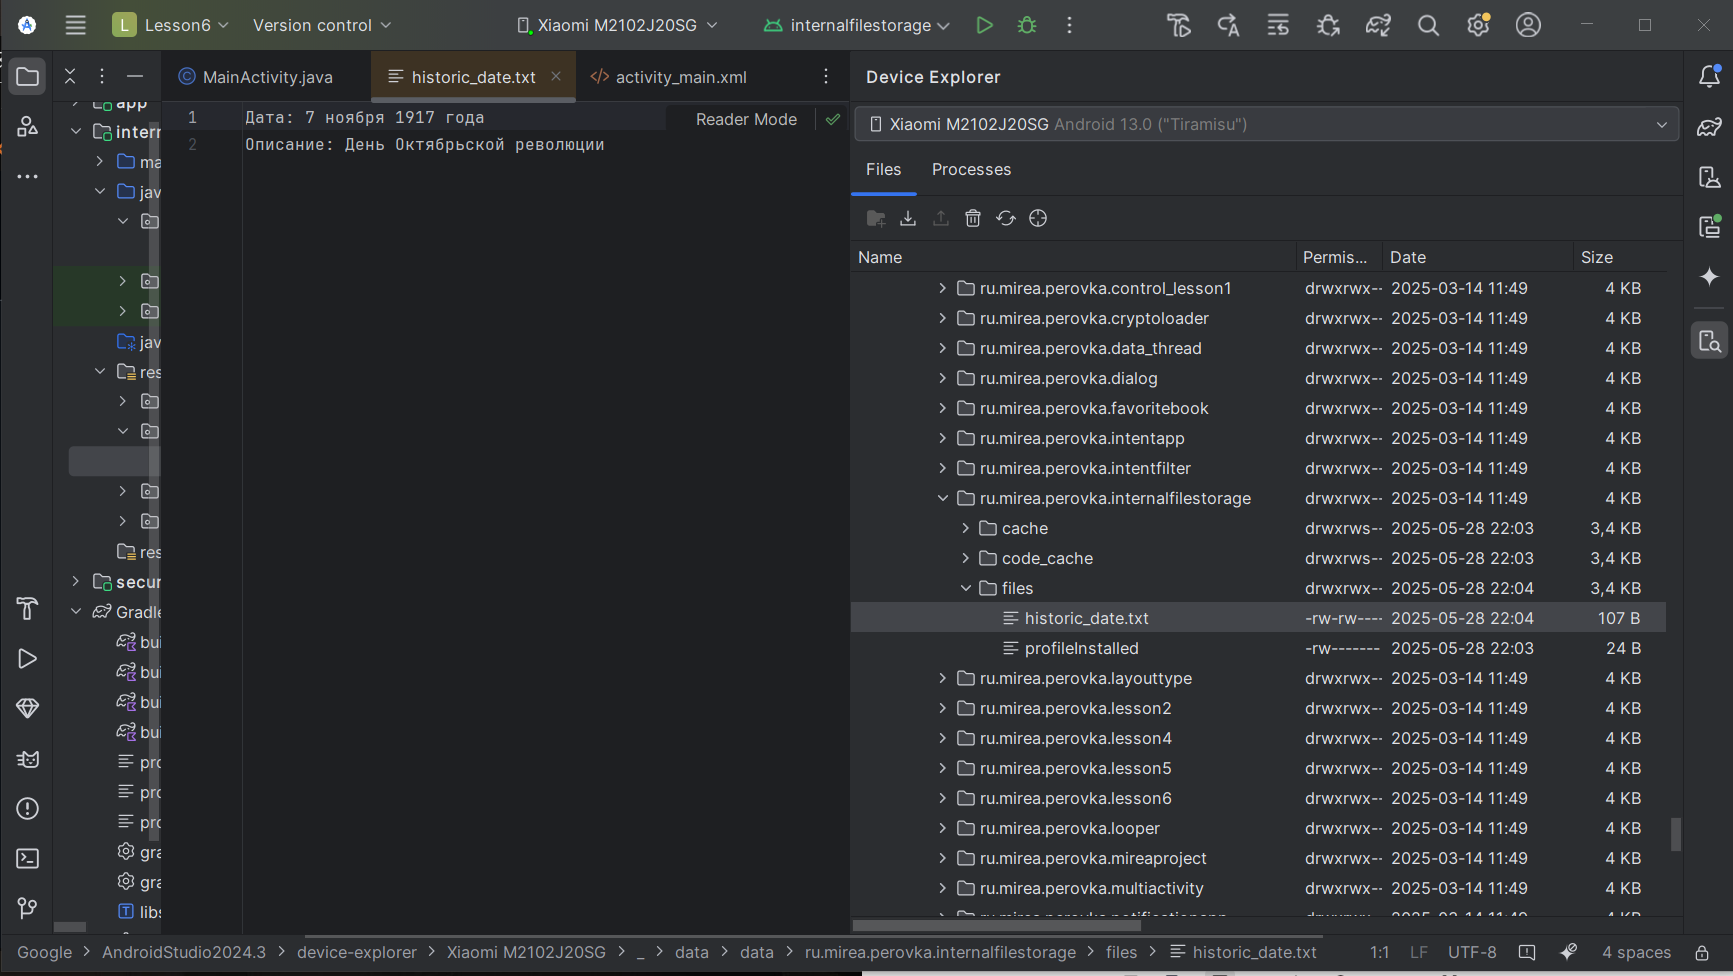 L Lesson6 Version control Xiaomi M2102J20SG internalfilestorage
MainActivity.java historic_date.txt activity_main.xml
Device Explorer
1 Дата: 7 ноября 1917 года
Reader Mode
2 Описание: День Октябрьской революции
app
interr
ma
jav
jav
res
res
secur
Gradle
bui
bui
bui
bui
pro
pro
pro
gra
gra
libs
Xiaomi M2102J20SG Android 13.0 ("Tiramisu")
Files Processes
Name Permis... Date Size
ru.mirea.perovka.control_lesson1 drwxrwx-- 2025-03-14 11:49 4 KB
ru.mirea.perovka.cryptoloader drwxrwx-- 2025-03-14 11:49 4 KB
ru.mirea.perovka.data_thread drwxrwx-- 2025-03-14 11:49 4 KB
ru.mirea.perovka.dialog drwxrwx-- 2025-03-14 11:49 4 KB
ru.mirea.perovka.favoritebook drwxrwx-- 2025-03-14 11:49 4 KB
ru.mirea.perovka.intentapp drwxrwx-- 2025-03-14 11:49 4 KB
ru.mirea.perovka.intentfilter drwxrwx-- 2025-03-14 11:49 4 KB
ru.mirea.perovka.internalfilestorage drwxrwx-- 2025-03-14 11:49 4 KB
cache drwxrws-- 2025-05-28 22:03 3,4 KB
code_cache drwxrws-- 2025-05-28 22:03 3,4 KB
files drwxrwx-- 2025-05-28 22:04 3,4 KB
historic_date.txt -rw-rw---- 2025-05-28 22:04 107 B
profileInstalled -rw------- 2025-05-28 22:03 24 B
ru.mirea.perovka.layouttype drwxrwx-- 2025-03-14 11:49 4 KB
ru.mirea.perovka.lesson2 drwxrwx-- 2025-03-14 11:49 4 KB
ru.mirea.perovka.lesson4 drwxrwx-- 2025-03-14 11:49 4 KB
ru.mirea.perovka.lesson5 drwxrwx-- 2025-03-14 11:49 4 KB
ru.mirea.perovka.lesson6 drwxrwx-- 2025-03-14 11:49 4 KB
ru.mirea.perovka.looper drwxrwx-- 2025-03-14 11:49 4 KB
ru.mirea.perovka.mireaproject drwxrwx-- 2025-03-14 11:49 4 KB
ru.mirea.perovka.multiactivity drwxrwx-- 2025-03-14 11:49 4 KB
Google AndroidStudio2024.3 device-explorer Xiaomi M2102J20SG _ data data ru.mirea.perovka.internalfilestorage files historic_date.txt 1:1 LF UTF-8 4 spaces